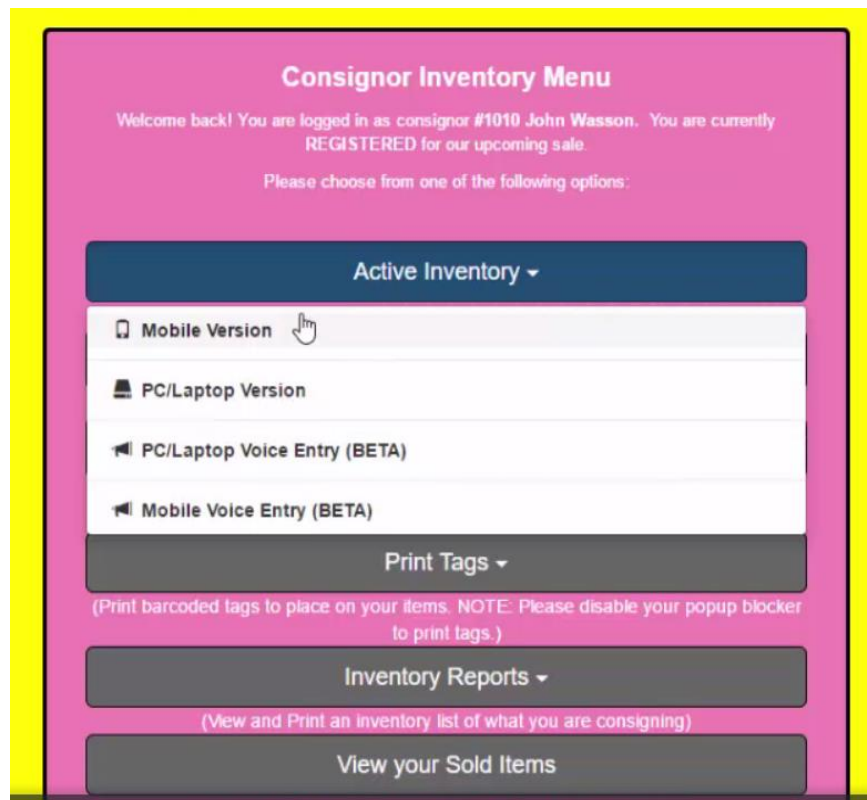 Consignor Inventory Menu
Welcome back! You are logged in as consignor #1010 John Wasson. You are currently
REGISTERED for our upcoming sale.
Please choose from one of the following options:
Active Inventory
Mobile Version
PC/Laptop Version
PC/Laptop Voice Entry (BETA)
Mobile Voice Entry (BETA)
Print Tags
(Print barcoded tags to place on your items. NOTE: Please disable your popup blocker
to print tags.)
Inventory Reports
(View and Print an inventory list of what you are consigning)
View your Sold Items